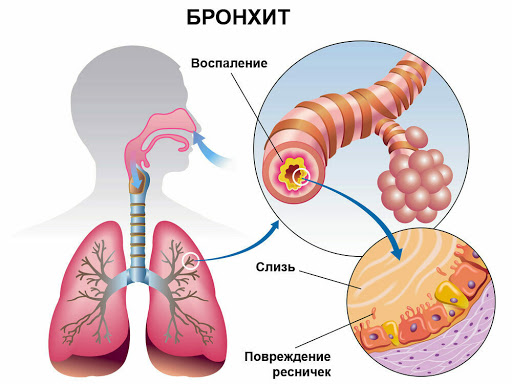 БРОНХИТ
Воспаление
Слизь
Повреждение
ресничек